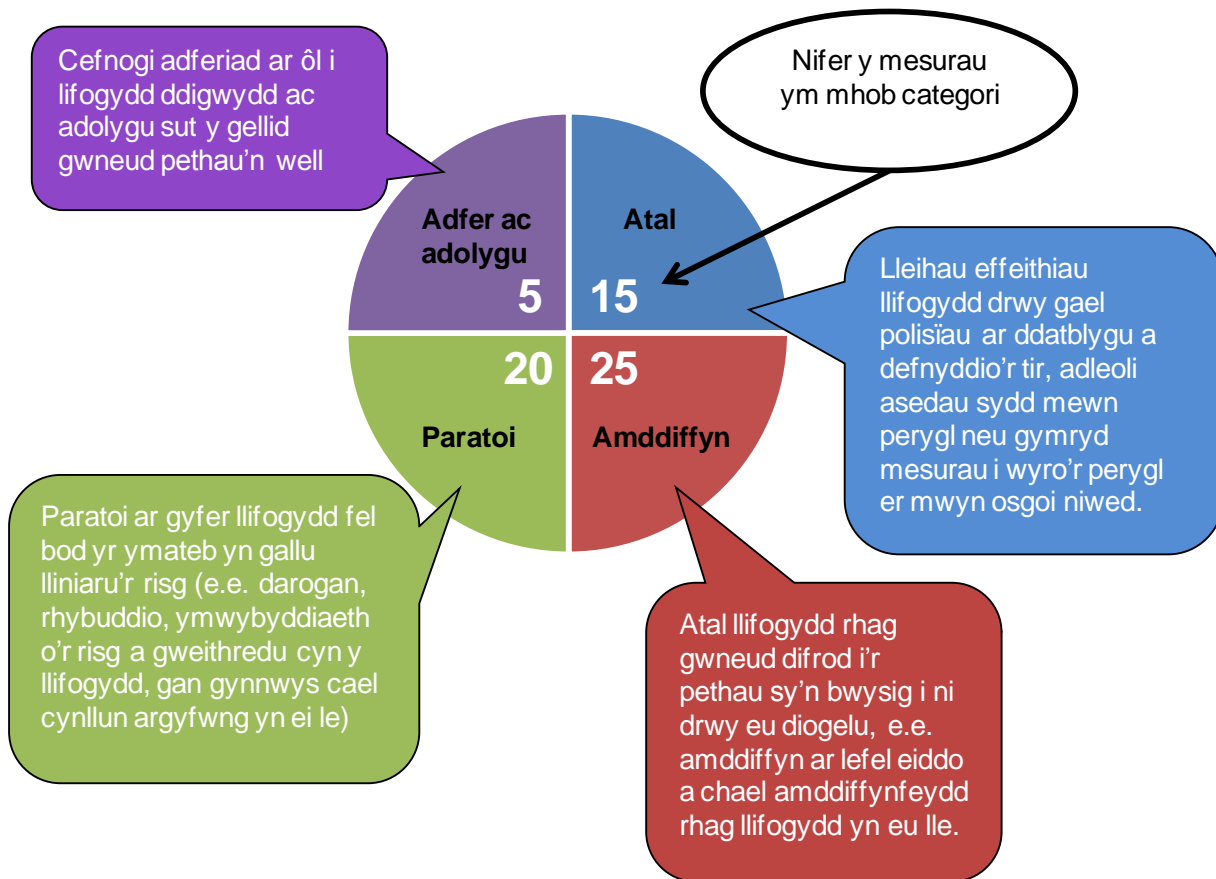 Cefnogi adferiad ar ôl i
lifogydd ddigwydd ac
adolygu sut y gellid
gwneud pethau'n well
Nifer y mesurau
ym mhob categori
Adfer ac
adolygu
5
Atal
15
Lleihau effeithiau
llifogydd drwy gael
polisïau ar ddatblygu a
defnyddio’r tir, adleoli
asedau sydd mewn
perygl neu gymryd
mesurau i wyro’r perygl
er mwyn osgoi niwed.
20
Paratoi
25
Amddiffyn
Paratoi ar gyfer llifogydd fel
bod yr ymateb yn gallu
lliniaru’r risg (e.e. darogan,
rhybuddio, ymwybyddiaeth
o’r risg a gweithredu cyn y
llifogydd, gan gynnwys cael
cynllun argyfwng yn ei le)
Atal llifogydd rhag
gwneud difrod i’r
pethau sy’n bwysig i ni
drwy eu diogelu, e.e.
amddiffyn ar lefel eiddo
a chael amddiffynfeydd
rhag llifogydd yn eu lle.